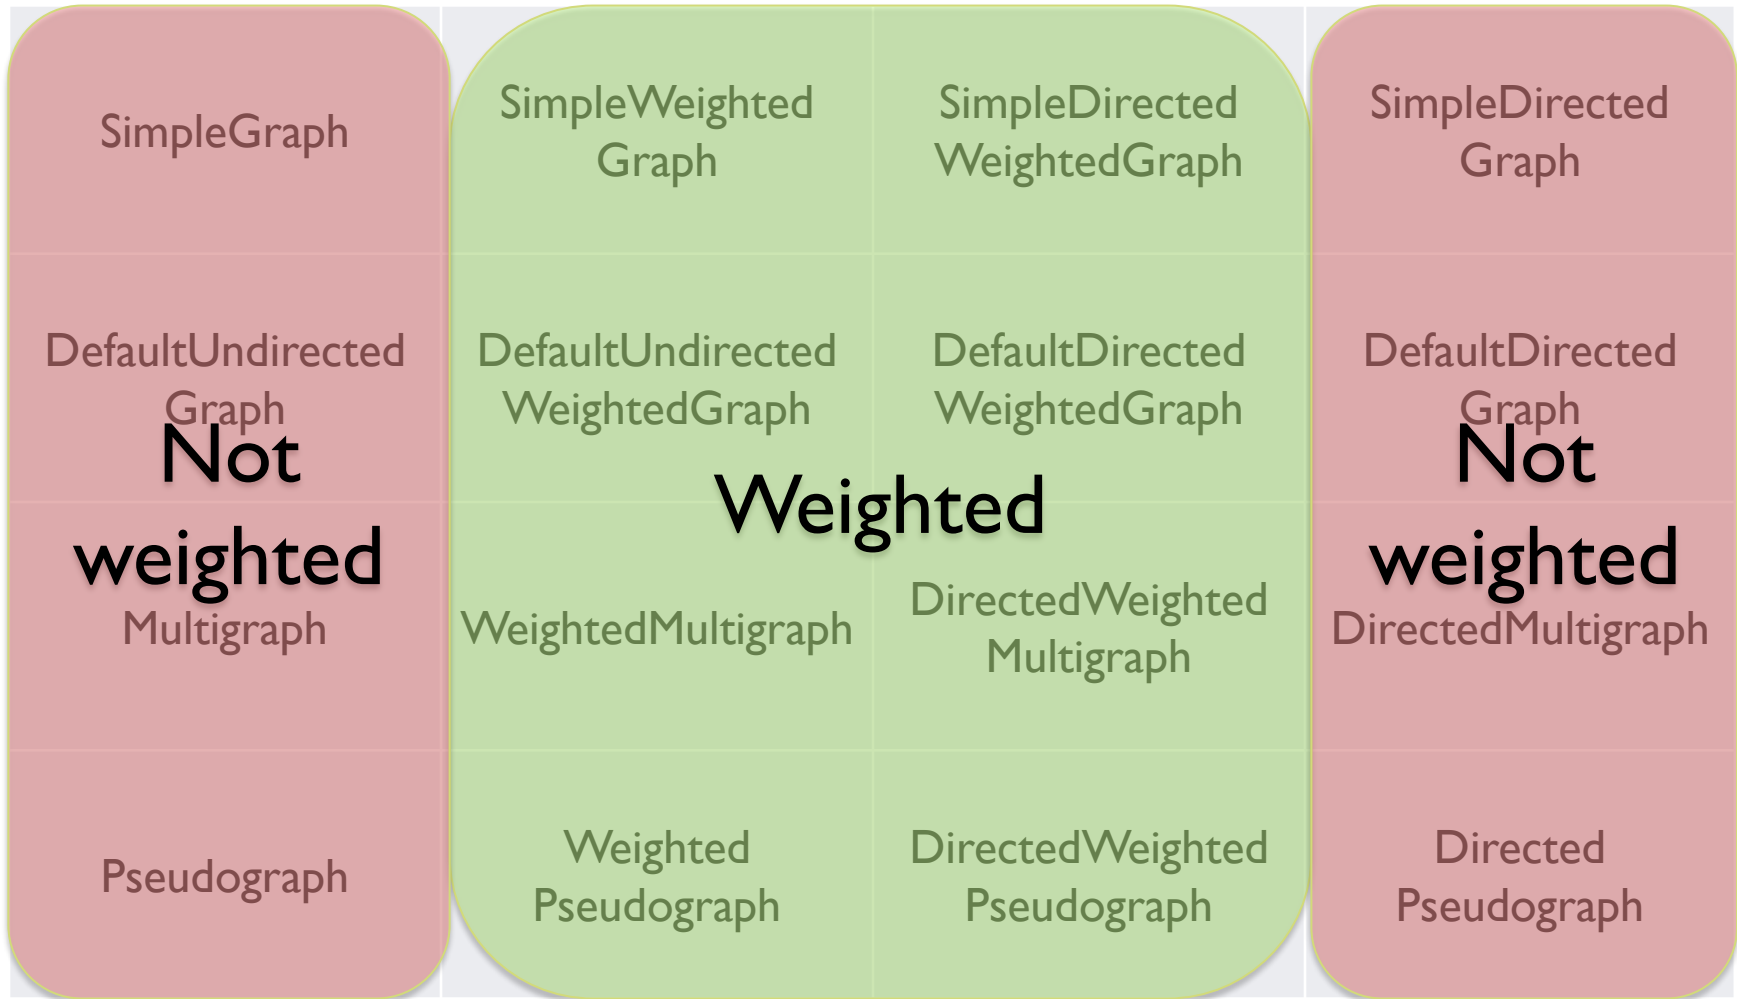 SimpleGraph
SimpleWeighted
Graph
SimpleDirected
WeightedGraph
SimpleDirected
Graph
DefaultUndirected
Graph
DefaultUndirected
WeightedGraph
DefaultDirected
WeightedGraph
DefaultDirected
Graph
Not
weighted
Weighted
Not
weighted
Multigraph
WeightedMultigraph
DirectedWeighted
Multigraph
DirectedMultigraph
Pseudograph
Weighted
Pseudograph
DirectedWeighted
Pseudograph
Directed
Pseudograph